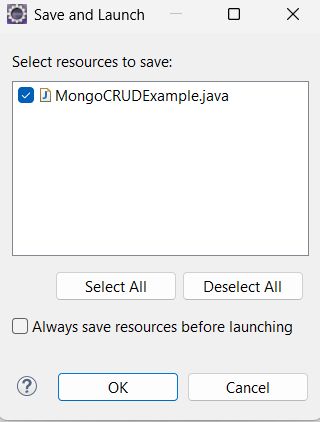 Save and Launch
Select resources to save:
MongoCRUDExample.java
Select All
Deselect All
Always save resources before launching
?
OK
Cancel